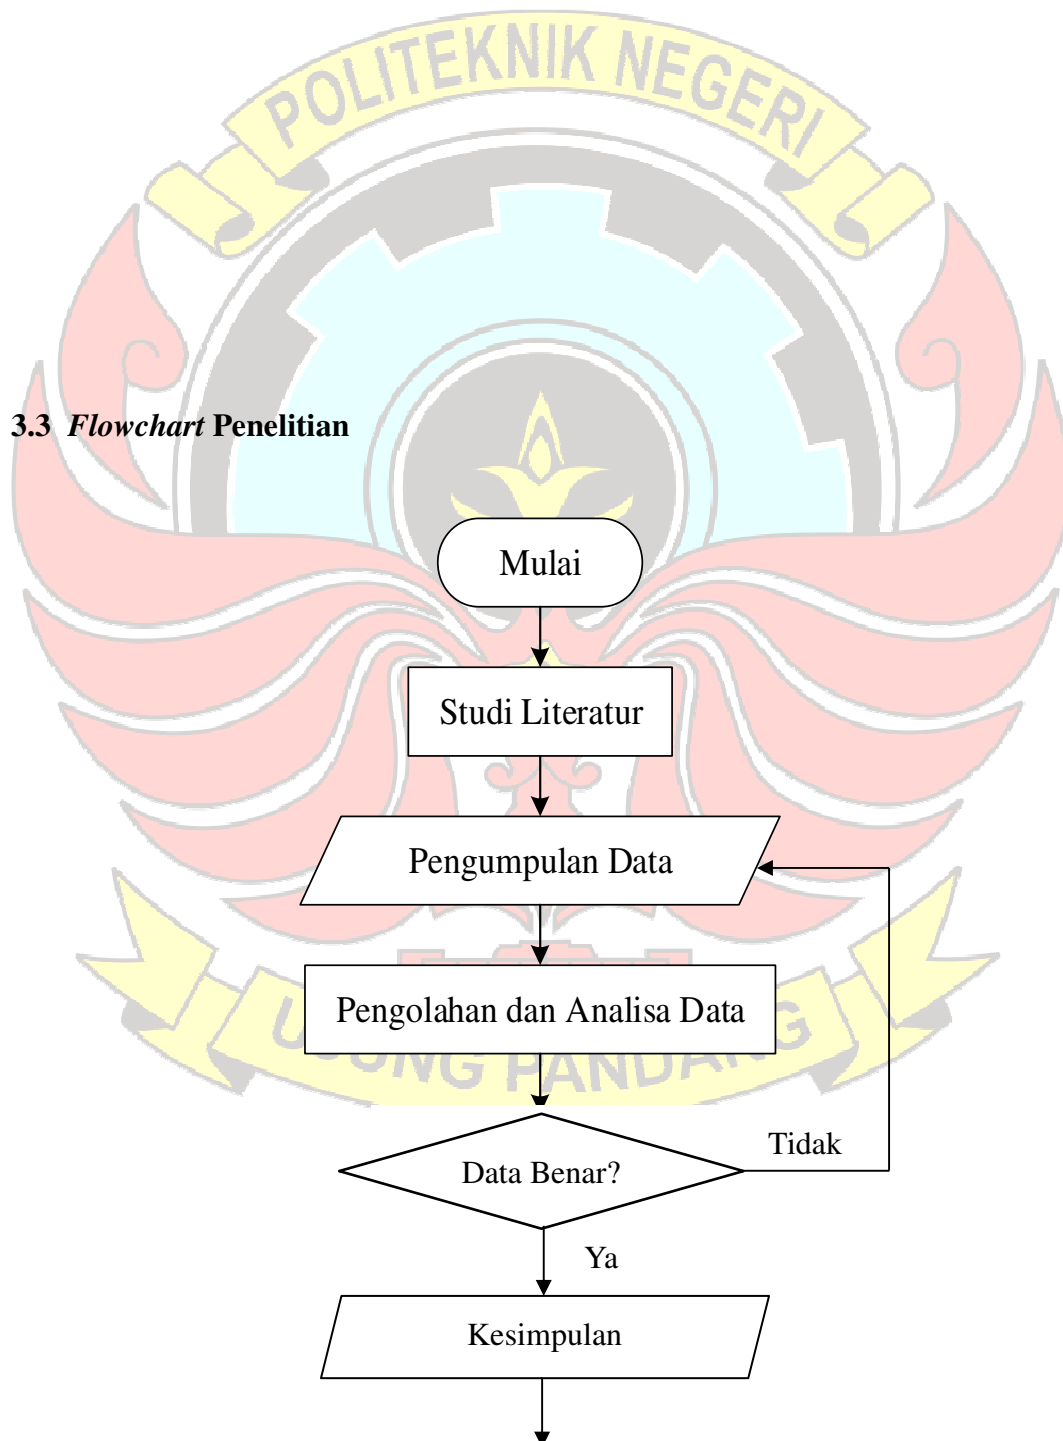 POLITEKNIK NEGERI
3.3 Flowchart Penelitian
Mulai
Studi Literatur
Pengumpulan Data
Pengolahan dan Analisa Data
UJUNG PANDANG
Data Benar?
Tidak
Ya
Kesimpulan